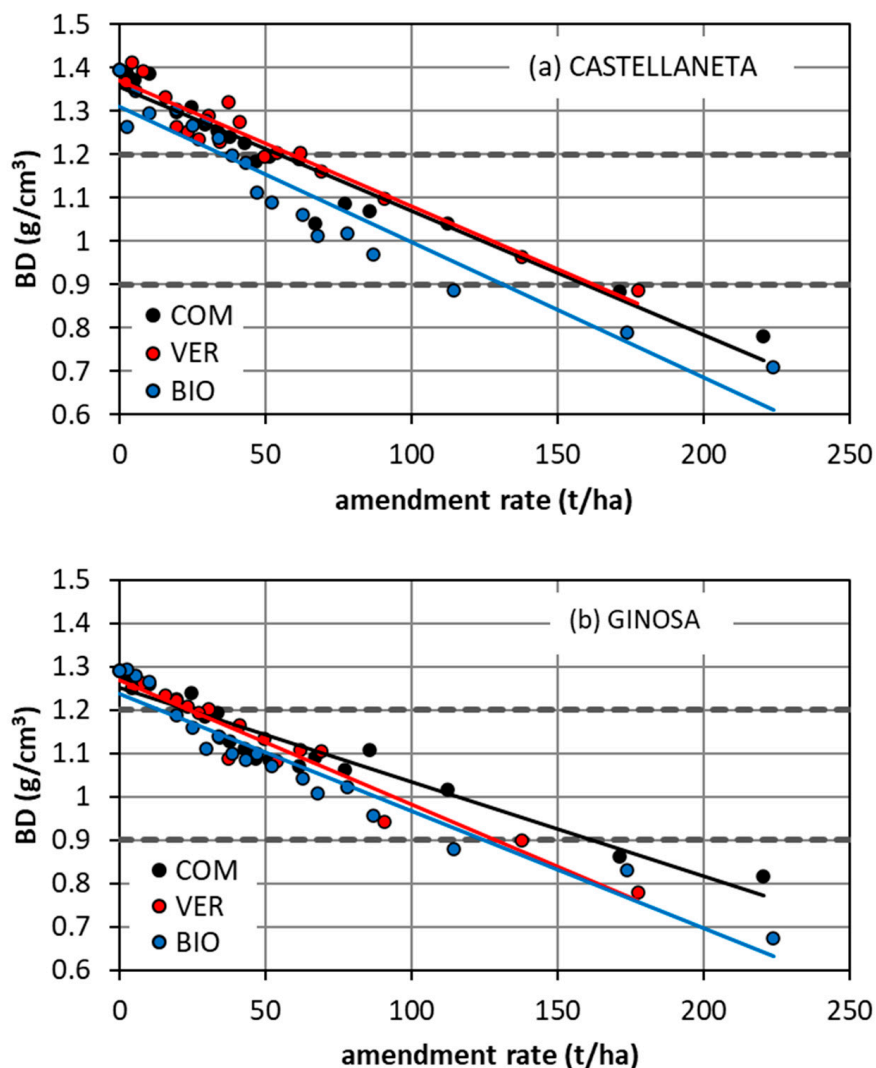 (a) CASTELLANETA
BD (g/cm³)
1.5
1.4
1.3
1.2
1.1
1
0.9
0.8
0.7
0.6
COM
VER
BIO
0 50 100 150 200 250
amendment rate (t/ha)
(b) GINOSA
BD (g/cm³)
1.5
1.4
1.3
1.2
1.1
1
0.9
0.8
0.7
0.6
COM
VER
BIO
0 50 100 150 200 250
amendment rate (t/ha)